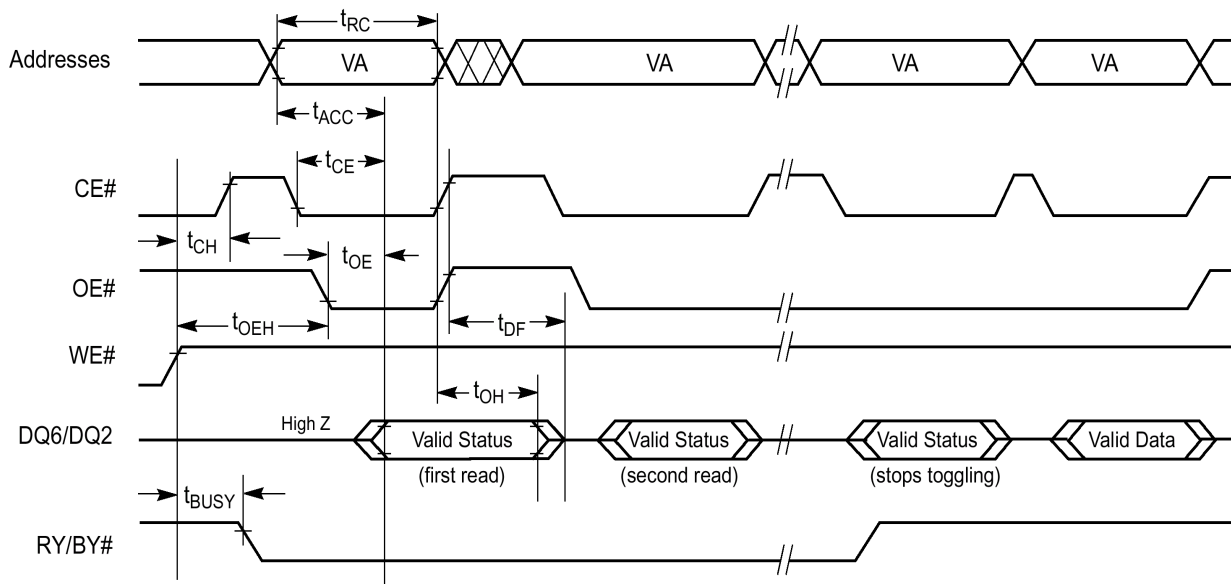 tRC
Addresses VA VA VA VA
tACC
tCE
CE#
tCH tOE
OE#
tOEH tDF
WE#
tOH
High Z
DQ6/DQ2 Valid Status Valid Status Valid Status Valid Data
(first read) (second read) (stops toggling)
tBUSY
RY/BY#